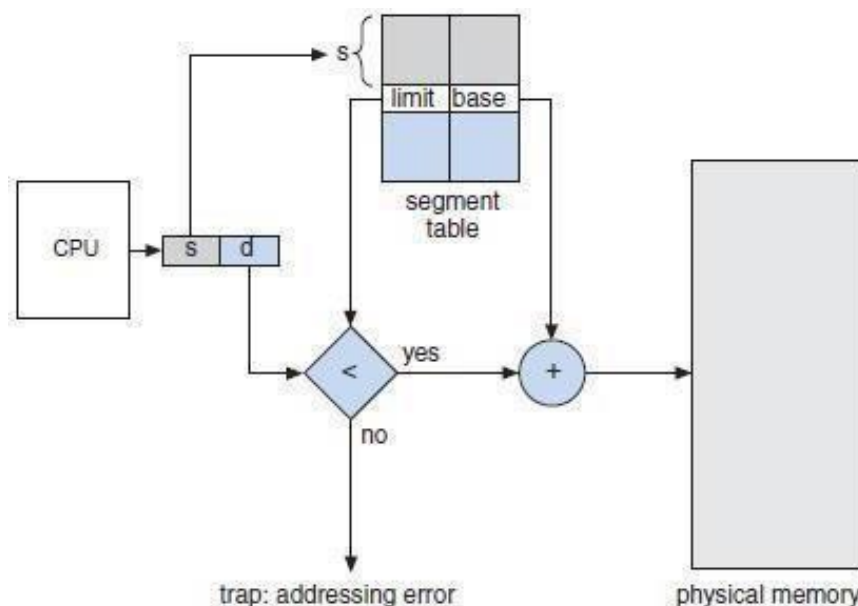 s
limit base
segment
table
CPU
s d
<
yes
+
no
trap: addressing error
physical memory